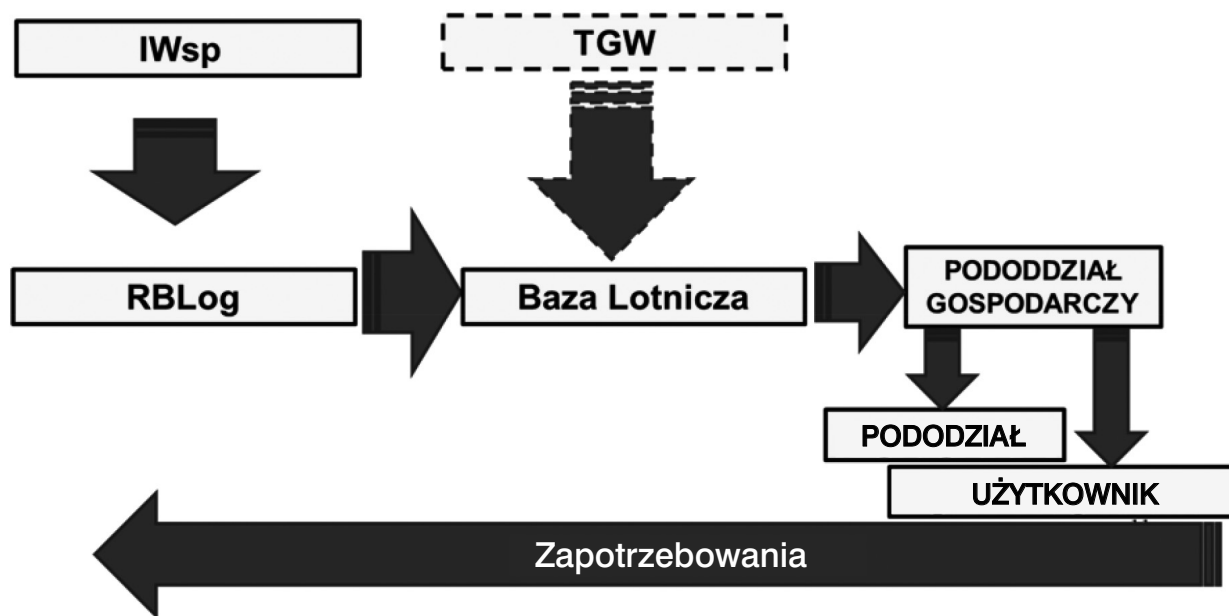 IWsp
TGW
RBLog
Baza Lotnicza
PODODDZIAŁ
GOSPODARCZY
PODODZIAŁ
UŻYTKOWNIK
Zapotrzebowania